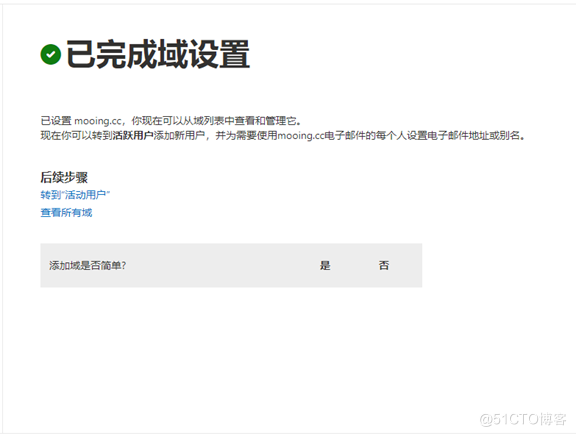 已完成域设置
已设置 mooing.cc，你现在可以从域列表中查看和管理它。
现在你可以转到活跃用户添加新用户，并为需要使用mooing.cc电子邮件的每个人设置电子邮件地址或别名。
后续步骤
转到“活动用户”
查看所有域
添加域是否简单? 是 否
@51CTO博客